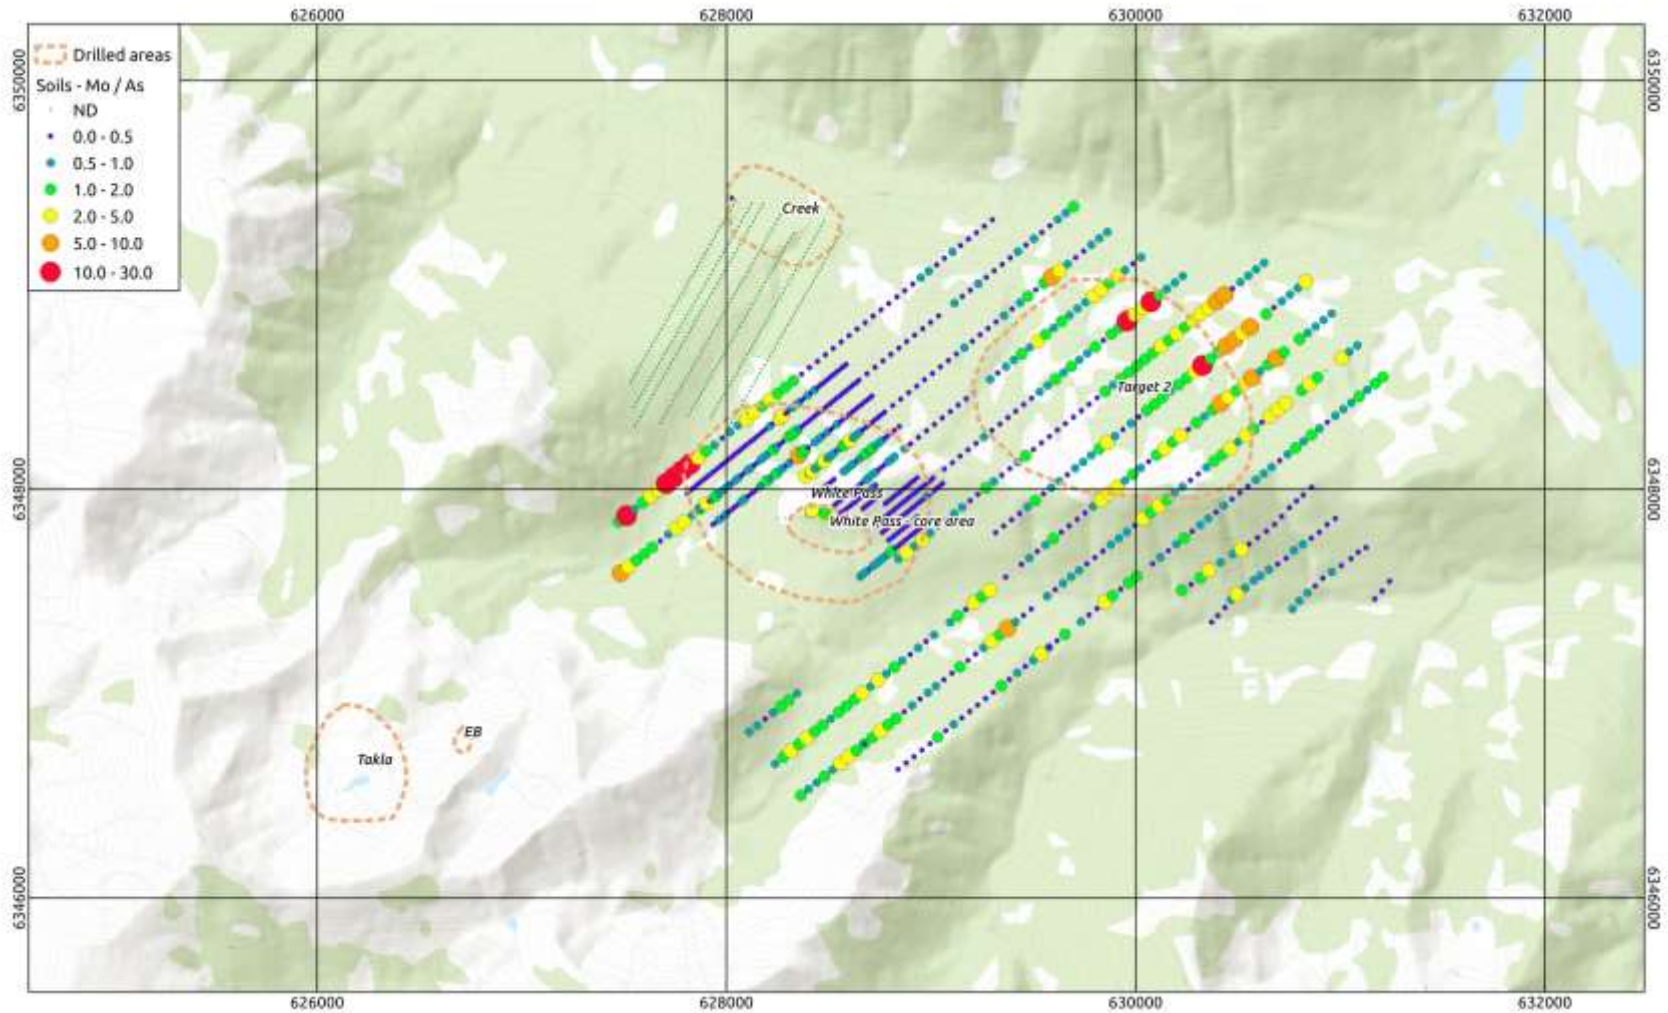 626000
628000
630000
632000
6350000
6350000
Drilled areas
Soils - Mo / As
ND
0.0 - 0.5
0.5 - 1.0
1.0 - 2.0
2.0 - 5.0
5.0 - 10.0
10.0 - 30.0
Creek
Target 2
6348000
6348000
White Pass
White Pass - core area
EB
Takla
6346000
6346000
626000
628000
630000
632000